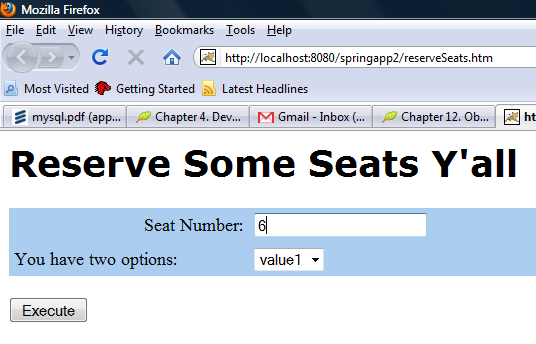 Mozilla Firefox
File Edit View History Bookmarks Tools Help
http://localhost:8080/springapp2/reserveSeats.htm
Most Visited Getting Started Latest Headlines
mysql.pdf (app... Chapter 4. Dev... Gmail - Inbox (... Chapter 12. Ob... ht
Reserve Some Seats Y'all
Seat Number: 6
You have two options: value1
Execute